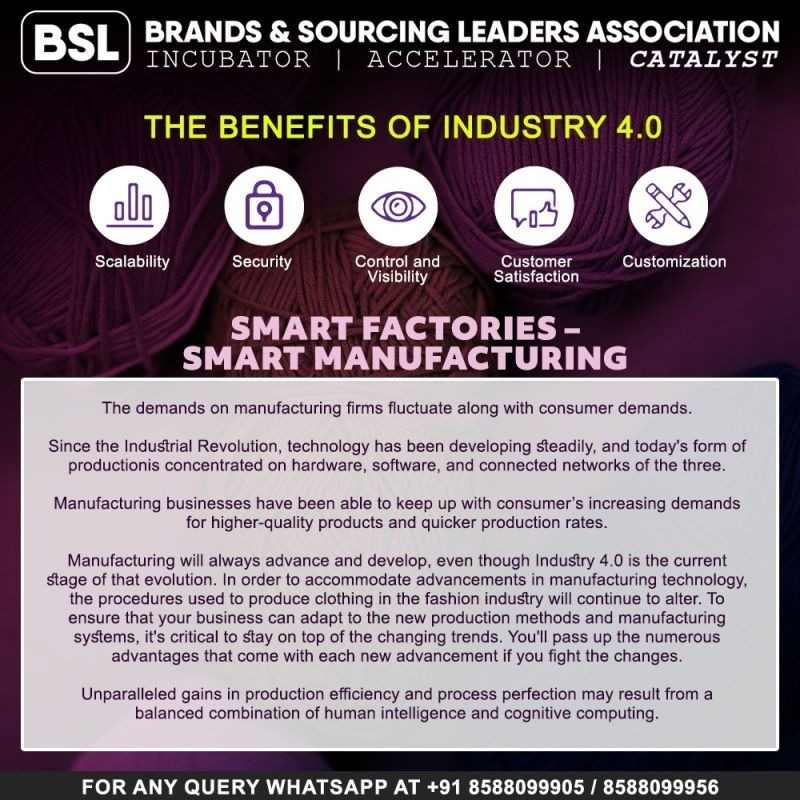 BSL BRANDS & SOURCING LEADERS ASSOCIATION
INCUBATOR | ACCELERATOR | CATALYST
THE BENEFITS OF INDUSTRY 4.0
Scalability
Security
Control and
Visibility
Customer
Satisfaction
Customization
SMART FACTORIES –
SMART MANUFACTURING
The demands on manufacturing firms fluctuate along with consumer demands.
Since the Industrial Revolution, technology has been developing steadily, and today's form of
productionis concentrated on hardware, software, and connected networks of the three.
Manufacturing businesses have been able to keep up with consumer's increasing demands
for higher-quality products and quicker production rates.
Manufacturing will always advance and develop, even though Industry 4.0 is the current
stage of that evolution. In order to accommodate advancements in manufacturing technology,
the procedures used to produce clothing in the fashion industry will continue to alter. To
ensure that your business can adapt to the new production methods and manufacturing
systems, it's critical to stay on top of the changing trends. You'll pass up the numerous
advantages that come with each new advancement if you fight the changes.
Unparalleled gains in production efficiency and process perfection may result from a
balanced combination of human intelligence and cognitive computing.
FOR ANY QUERY WHATSAPP AT +91 8588099905 / 8588099956